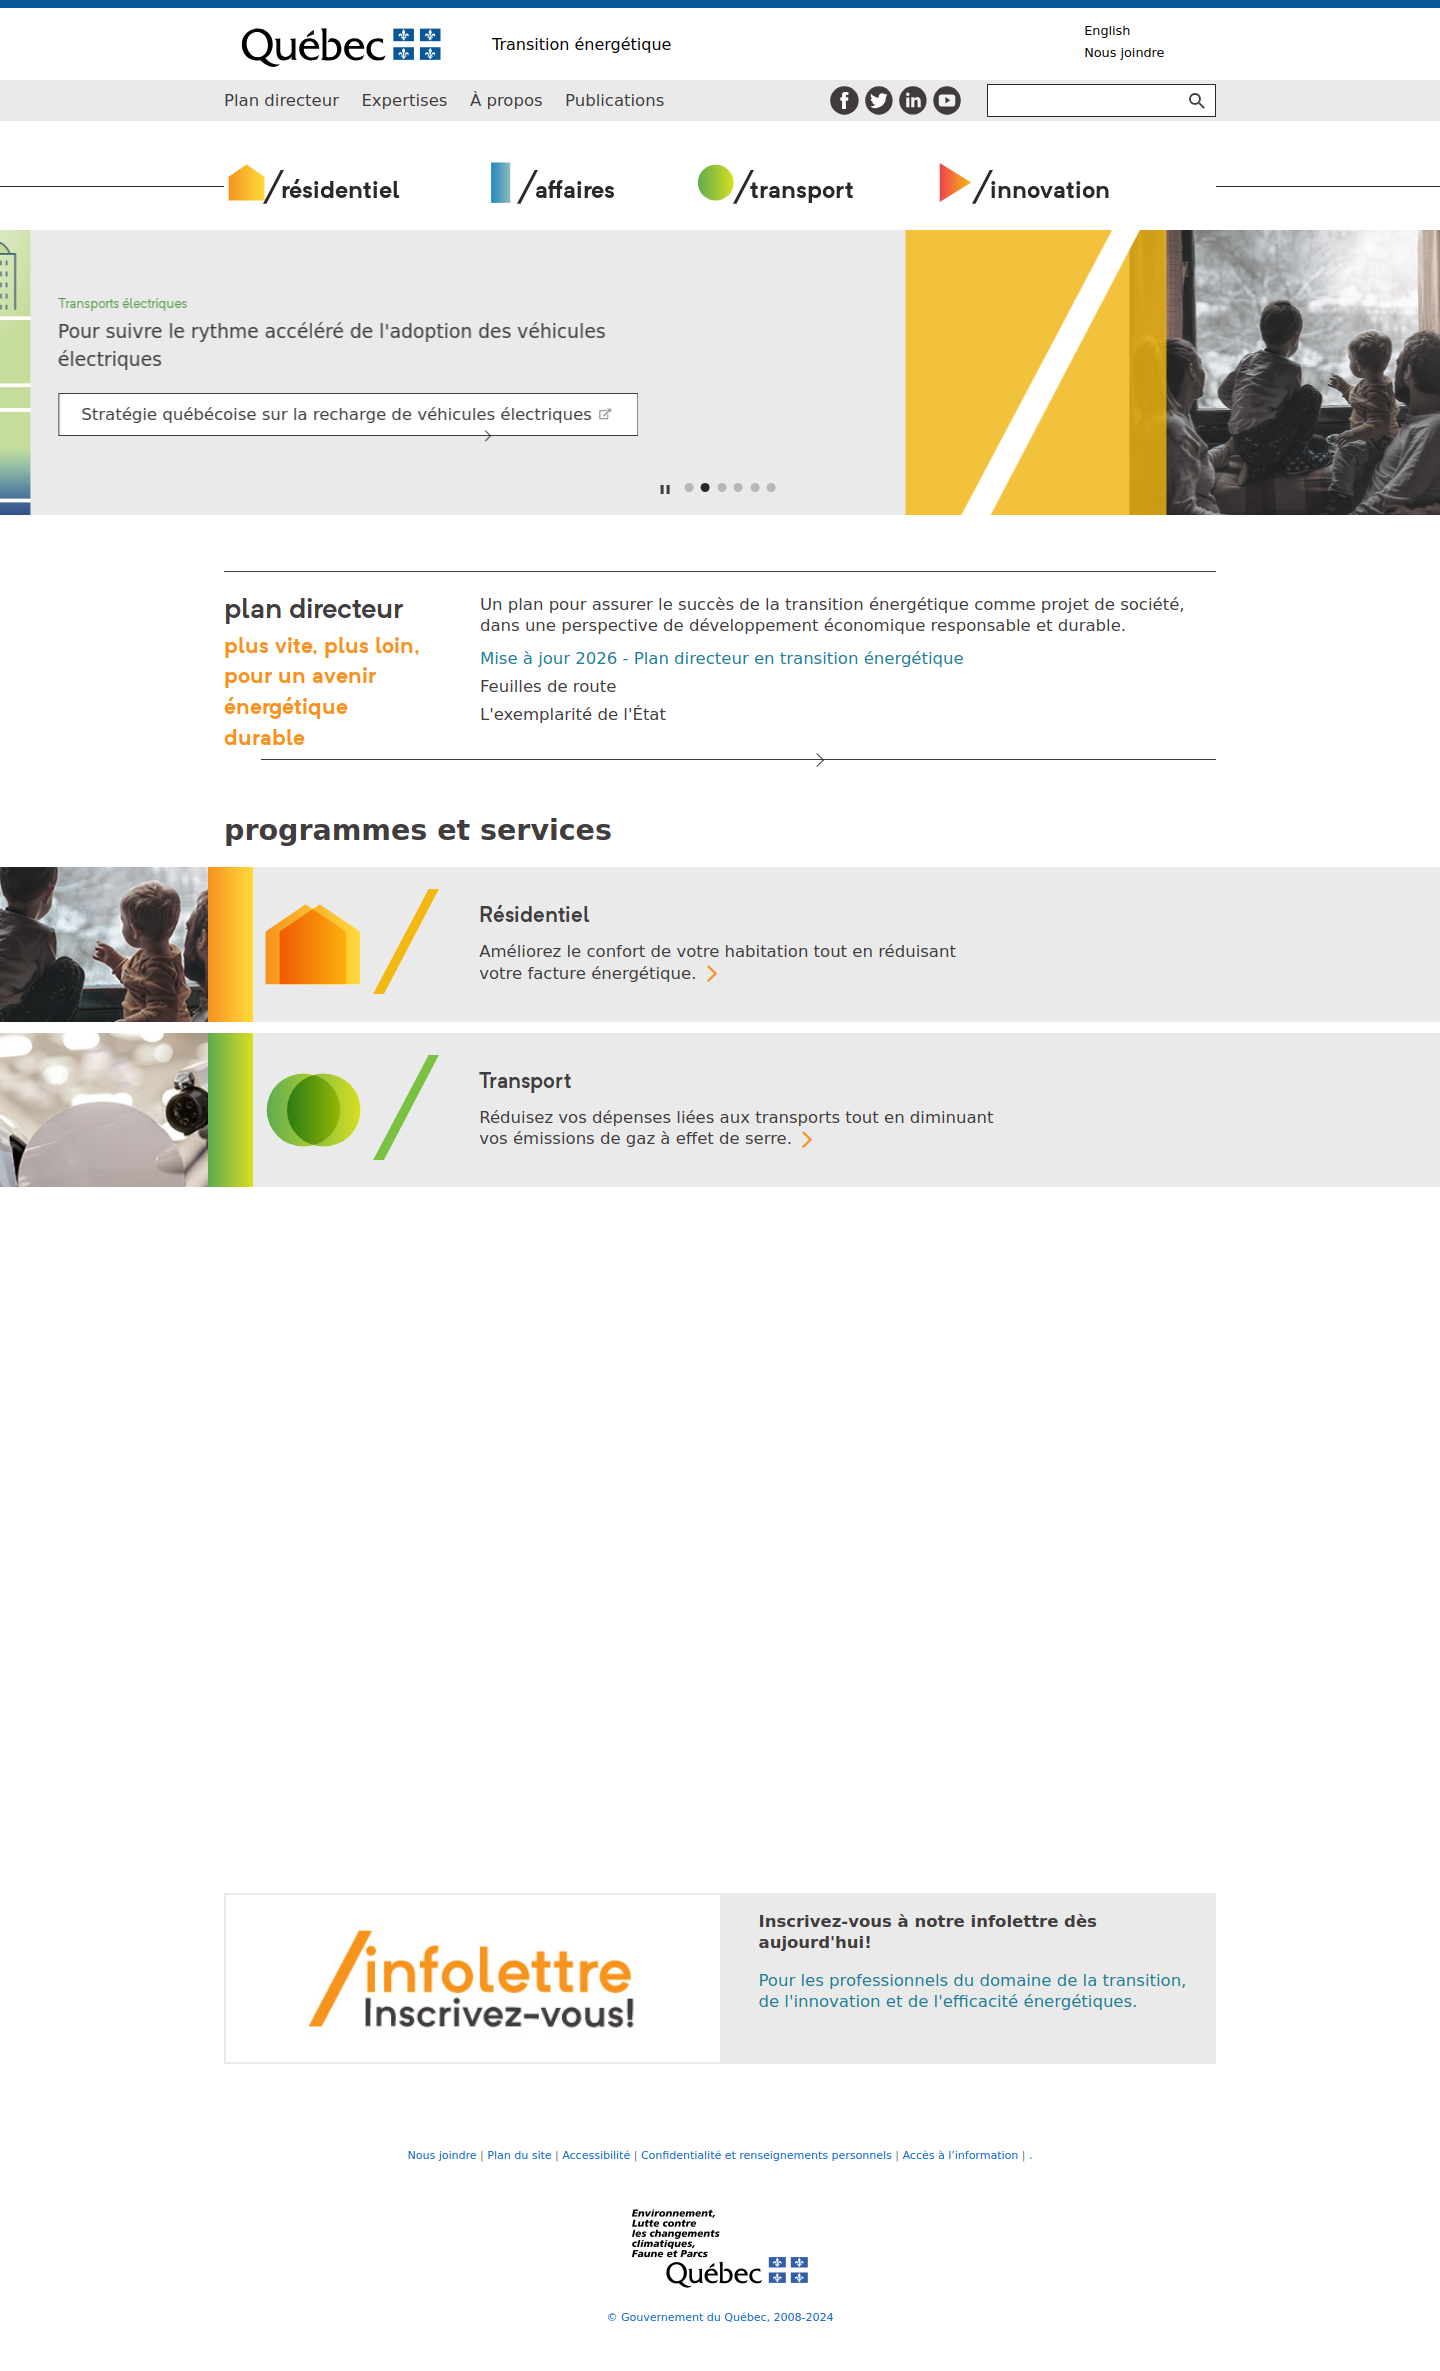 Québec
Transition énergétique
English
Nous joindre
Plan directeur Expertises À propos Publications
résidentiel affaires transport innovation
Transports électriques
Pour suivre le rythme accéléré de l'adoption des véhicules
électriques
Stratégie québécoise sur la recharge de véhicules électriques
plan directeur
plus vite, plus loin,
pour un avenir
énergétique
durable
Un plan pour assurer le succès de la transition énergétique comme projet de société,
dans une perspective de développement économique responsable et durable.
Mise à jour 2026 - Plan directeur en transition énergétique
Feuilles de route
L'exemplarité de l'État
programmes et services
Résidentiel
Améliorez le confort de votre habitation tout en réduisant
votre facture énergétique.
Transport
Réduisez vos dépenses liées aux transports tout en diminuant
vos émissions de gaz à effet de serre.
infolettre
Inscrivez-vous!
Inscrivez-vous à notre infolettre dès
aujourd'hui!
Pour les professionnels du domaine de la transition,
de l'innovation et de l'efficacité énergétiques.
Nous joindre | Plan du site | Accessibilité | Confidentialité et renseignements personnels | Accès à l’information | .
Environnement,
Lutte contre
les changements
climatiques,
Faune et Parcs
Québec
© Gouvernement du Québec, 2008-2024